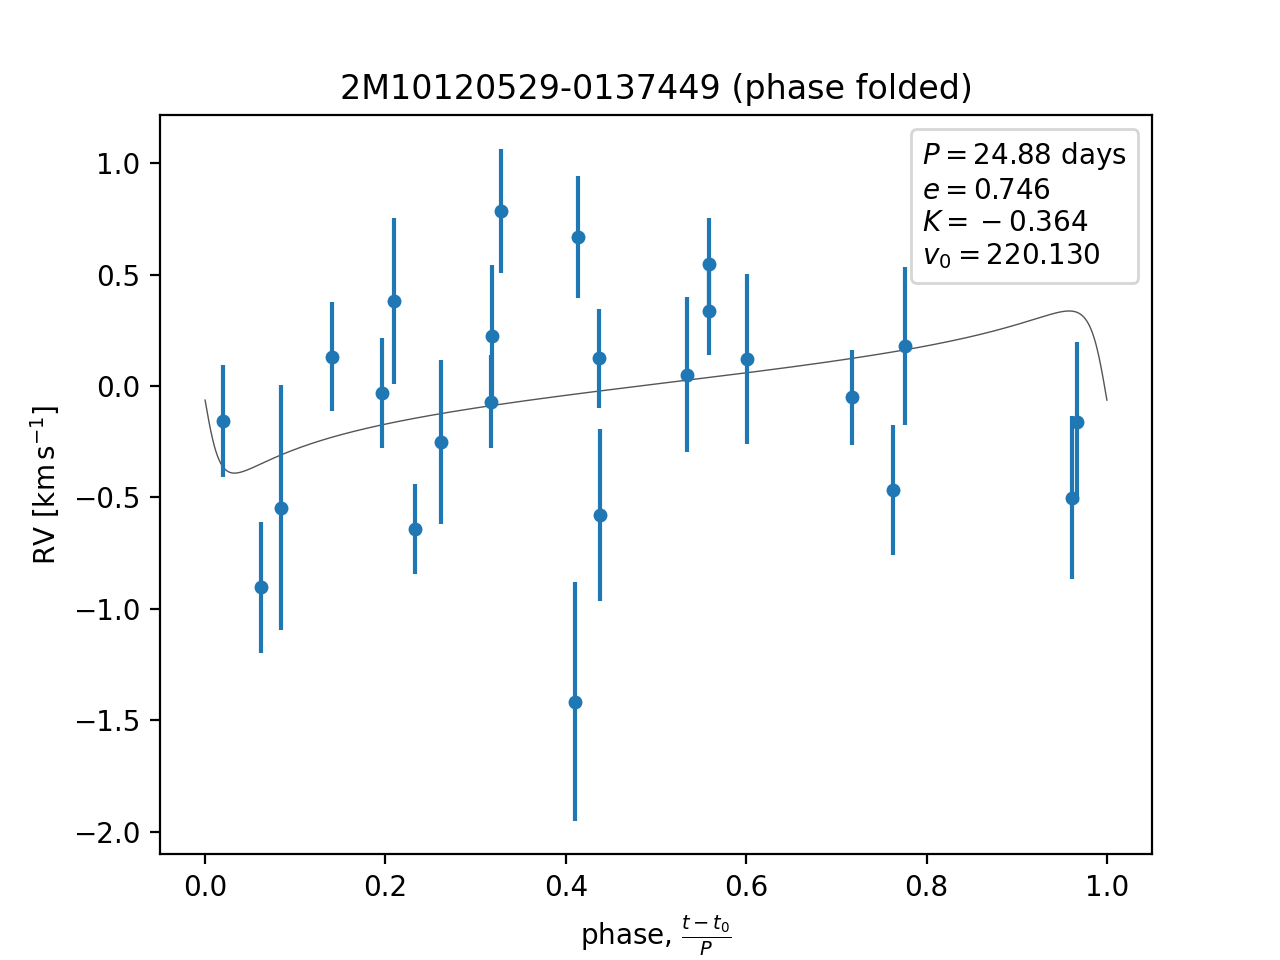 2M10120529-0137449 (phase folded)
P = 24.88 days
e = 0.746
K = −0.364
v₀ = 220.130
1.0
0.5
0.0
−0.5
−1.0
−1.5
−2.0
RV [km s⁻¹]
0.0 0.2 0.4 0.6 0.8 1.0
phase, (t − t₀)/P